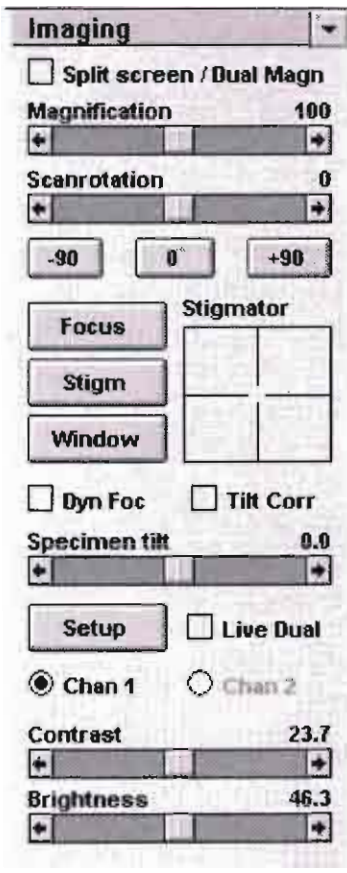 Imaging
Split screen / Dual Magn
Magnification 100
Scanrotation 0
-90 0° +90
Focus
Stigmator
Stigm
Window
Dyn Foc Tilt Corr
Specimen tilt 0.0
Setup Live Dual
Chan 1 Chan 2
Contrast 23.7
Brightness 46.3